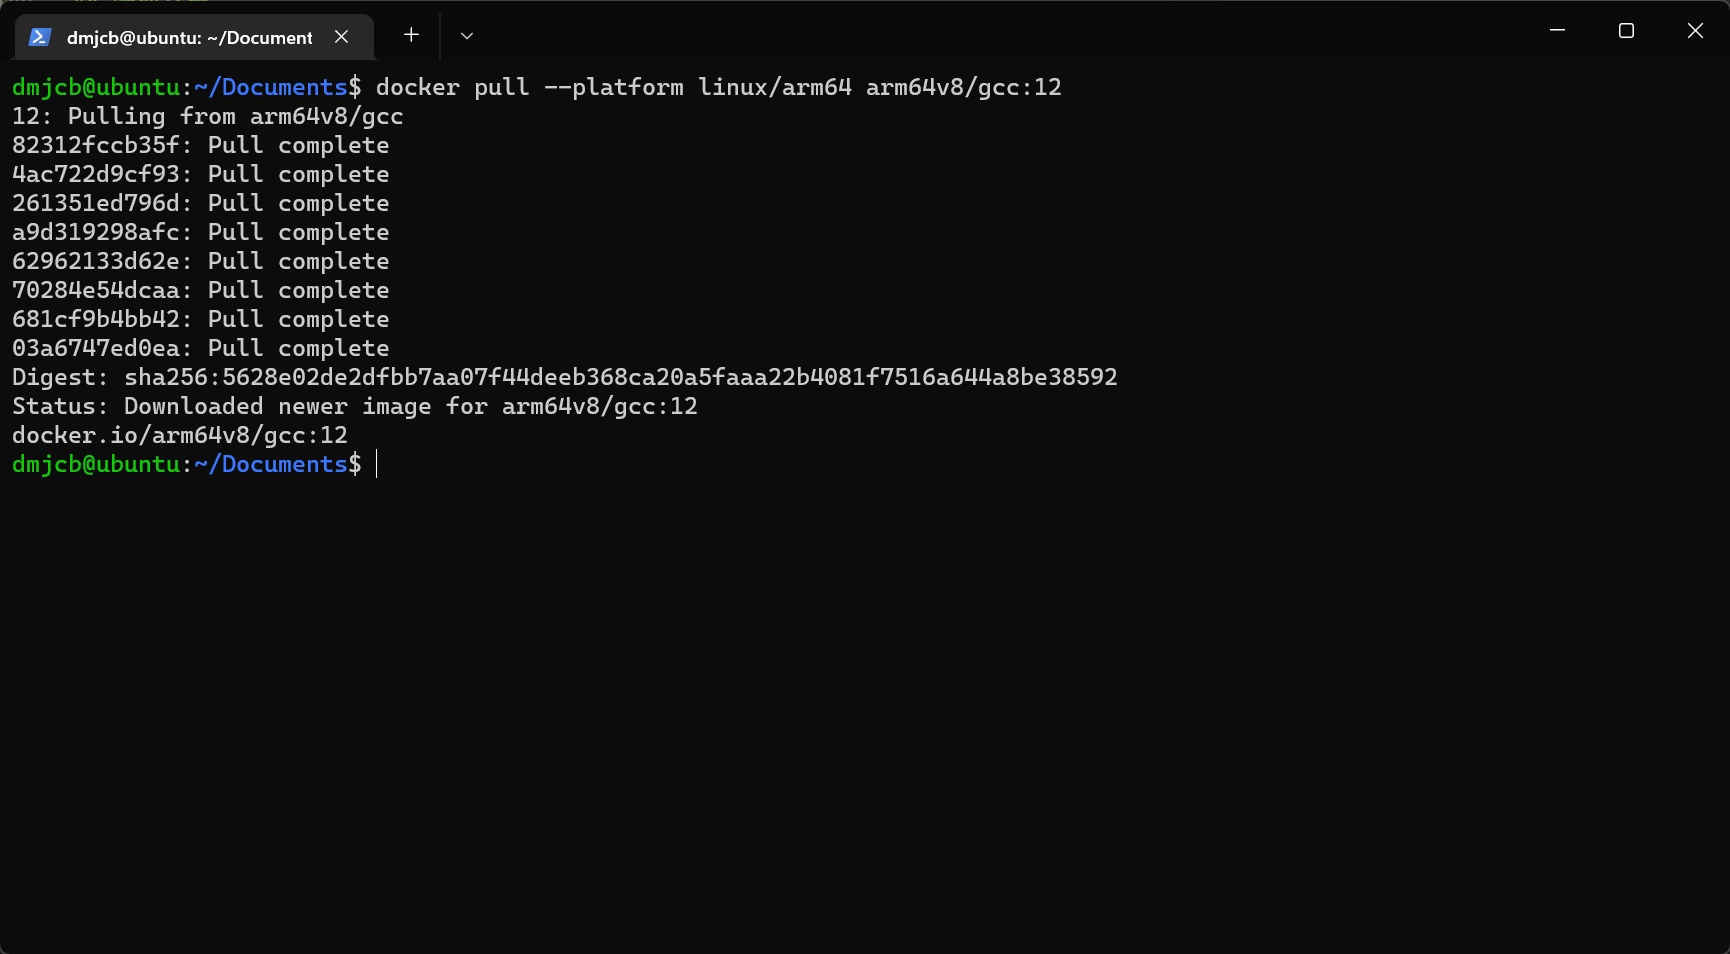 dmjcb@ubuntu: ~/Document
dmjcb@ubuntu:~/Documents$ docker pull --platform linux/arm64 arm64v8/gcc:12
12: Pulling from arm64v8/gcc
82312fccb35f: Pull complete
4ac722d9cf93: Pull complete
261351ed796d: Pull complete
a9d319298afc: Pull complete
62962133d62e: Pull complete
70284e54dcaa: Pull complete
681cf9b4bb42: Pull complete
03a6747ed0ea: Pull complete
Digest: sha256:5628e02de2dfbb7aa07f44deeb368ca20a5faaa22b4081f7516a644a8be38592
Status: Downloaded newer image for arm64v8/gcc:12
docker.io/arm64v8/gcc:12
dmjcb@ubuntu:~/Documents$